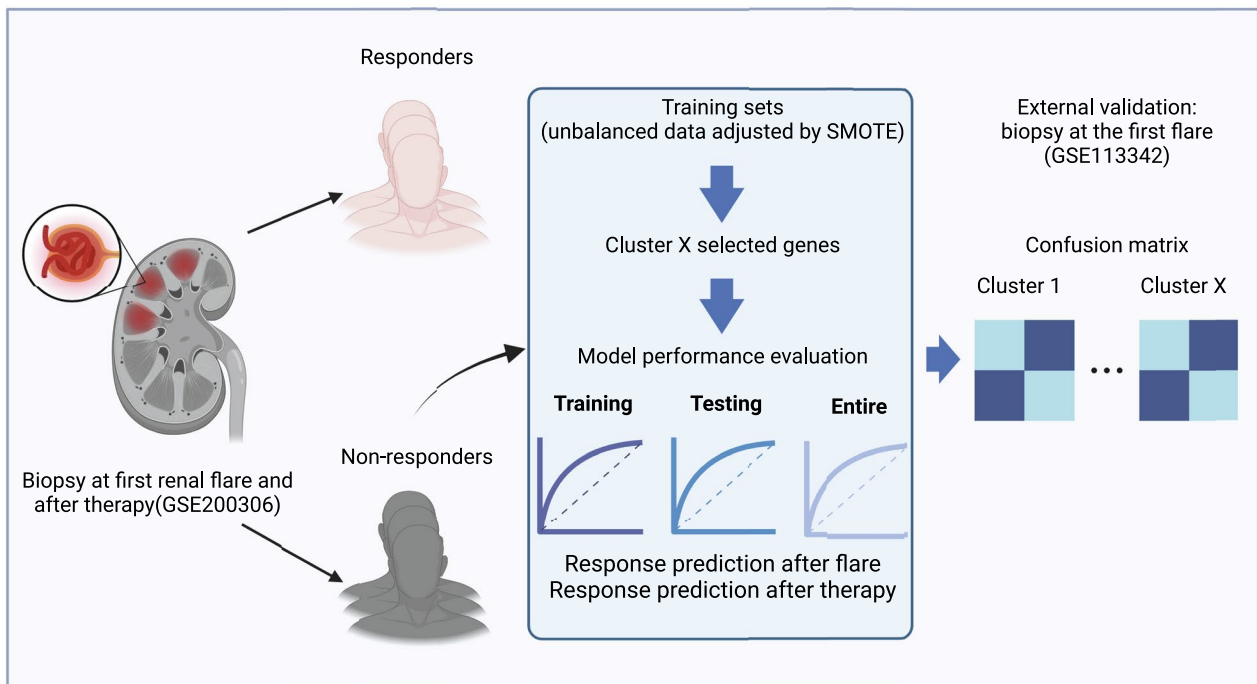 Responders
Biopsy at first renal flare and
after therapy(GSE200306)
Non-responders
Training sets
(unbalanced data adjusted by SMOTE)
Cluster X selected genes
Model performance evaluation
Training
Testing
Entire
Response prediction after flare
Response prediction after therapy
External validation:
biopsy at the first flare
(GSE113342)
Confusion matrix
Cluster 1
Cluster X
...